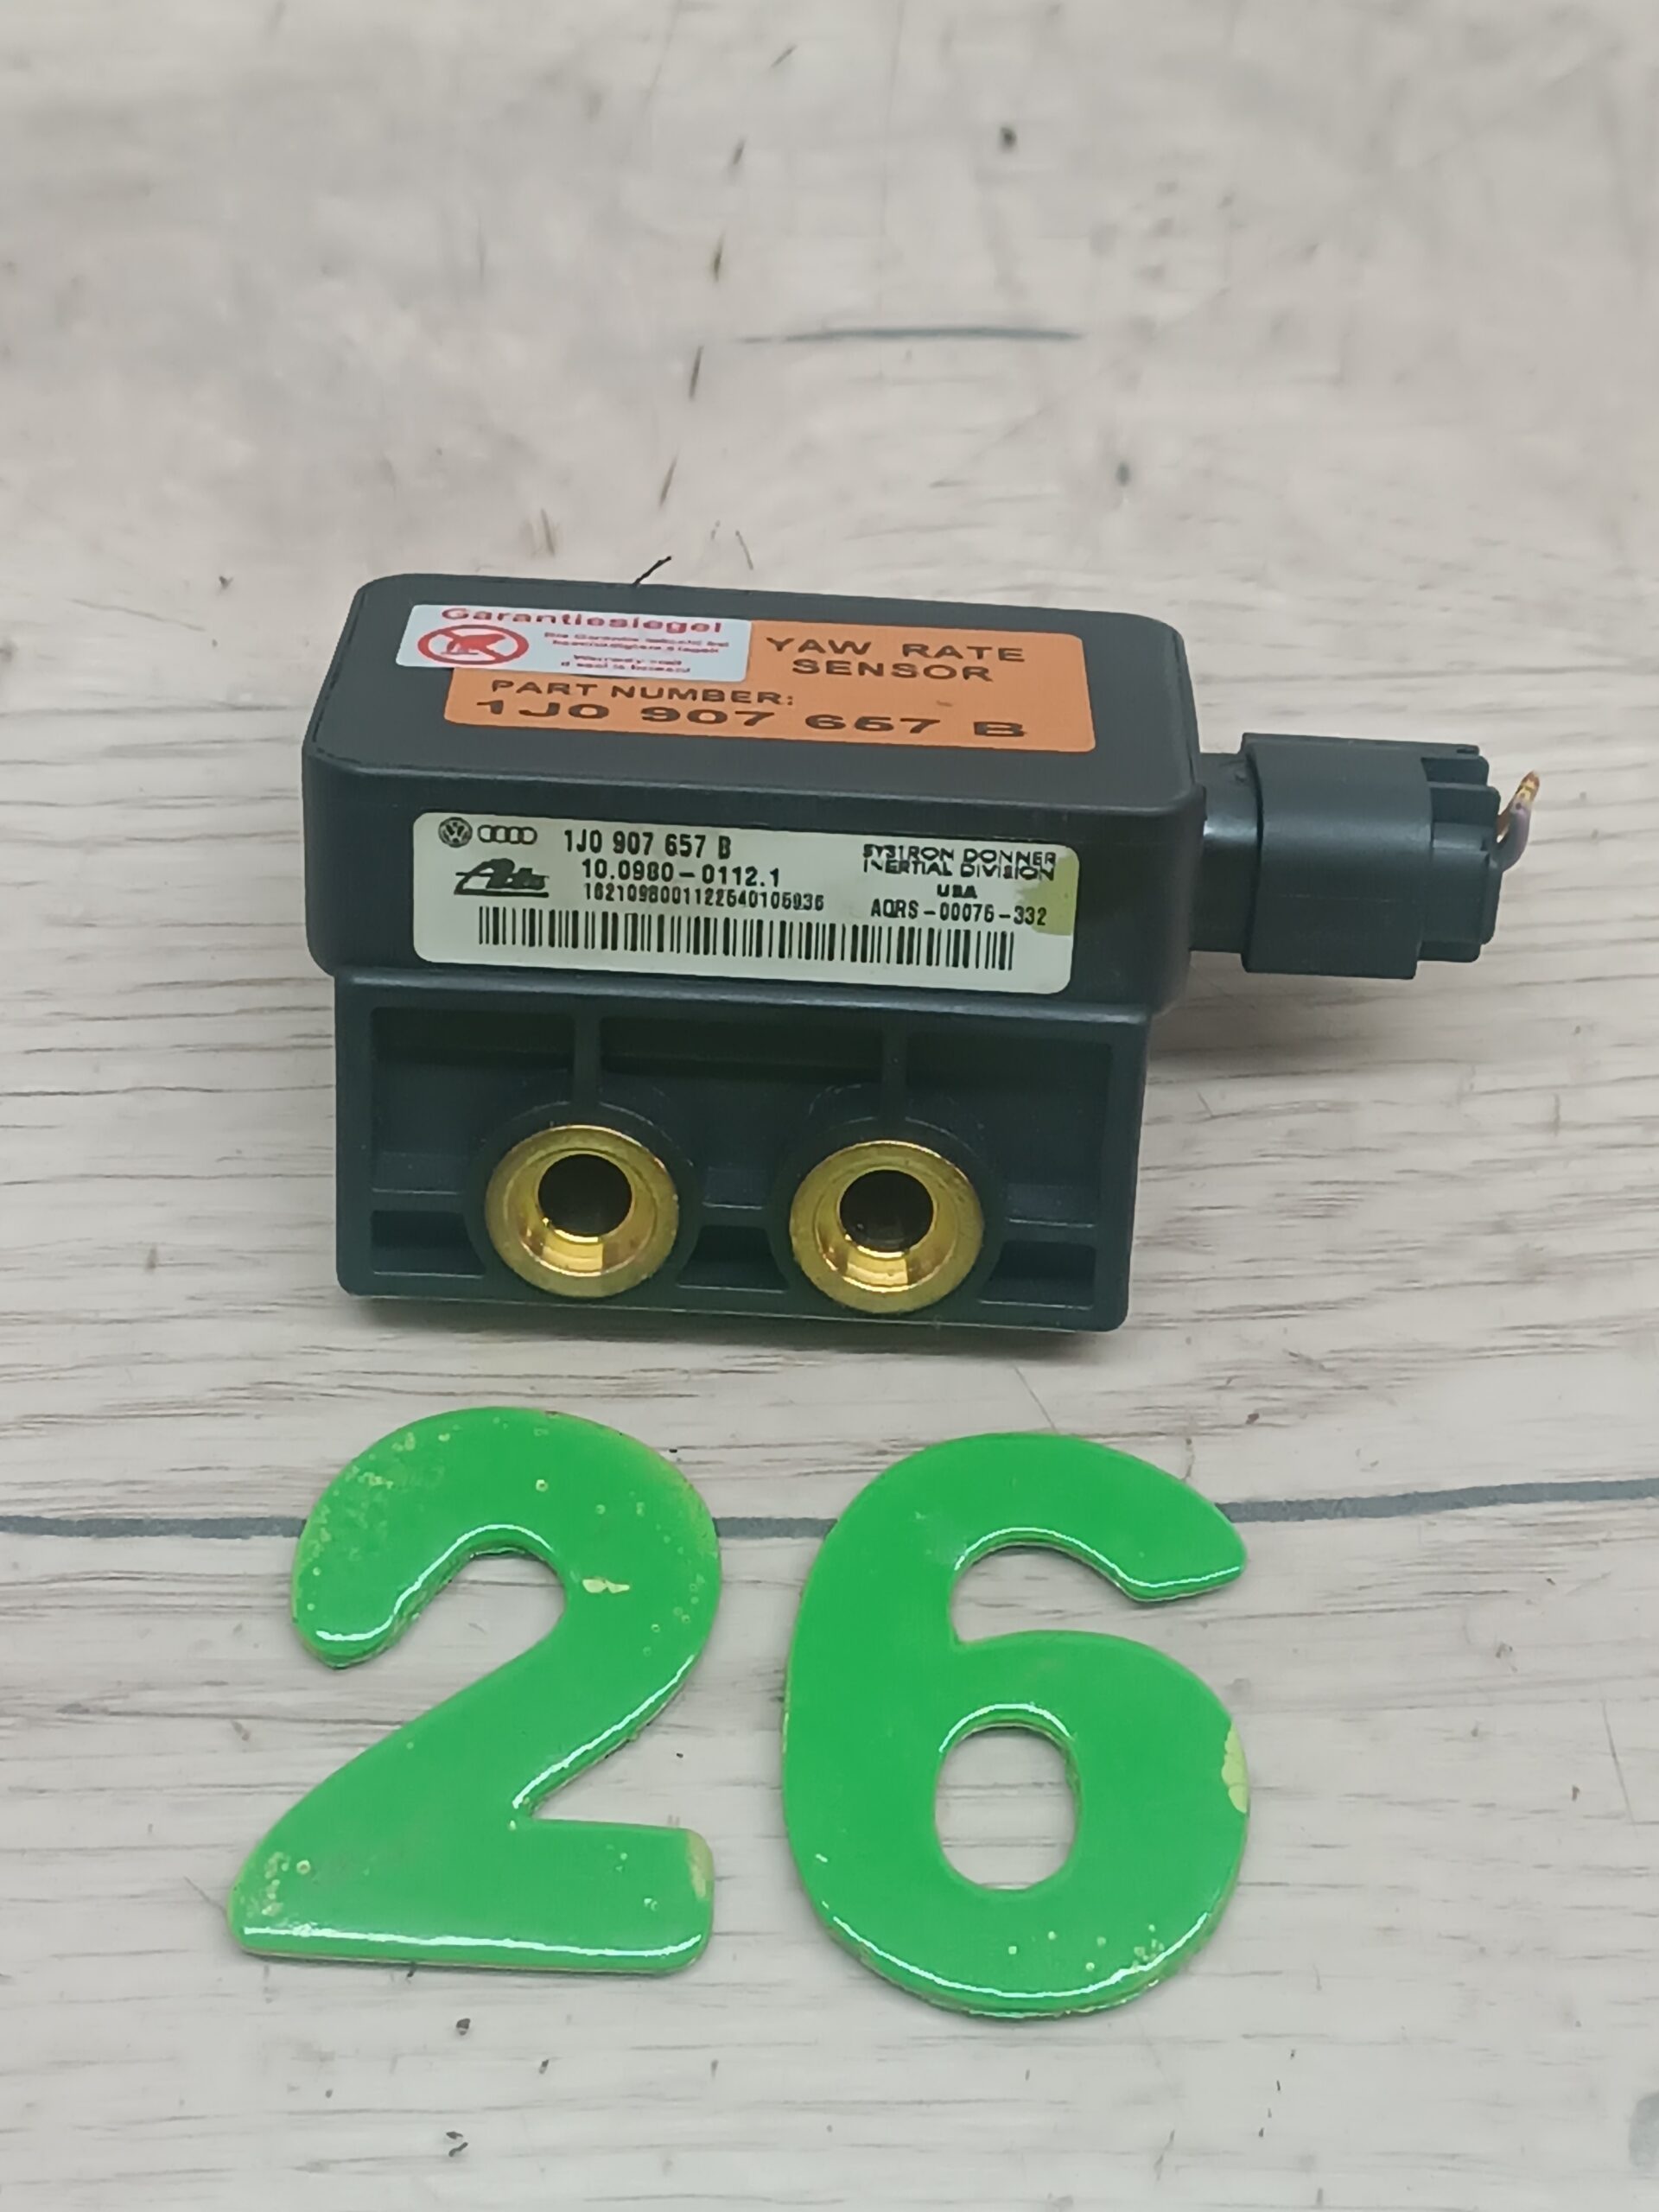 Garantiesiegel
YAW RATE
SENSOR
PART NUMBER:
1J0 907 657 B
1J0 907 657 B
10.0980-0112.1
Ate
SYSTRON DONNER
INERTIAL DIVISION
USA
AQRS-00076-332
26